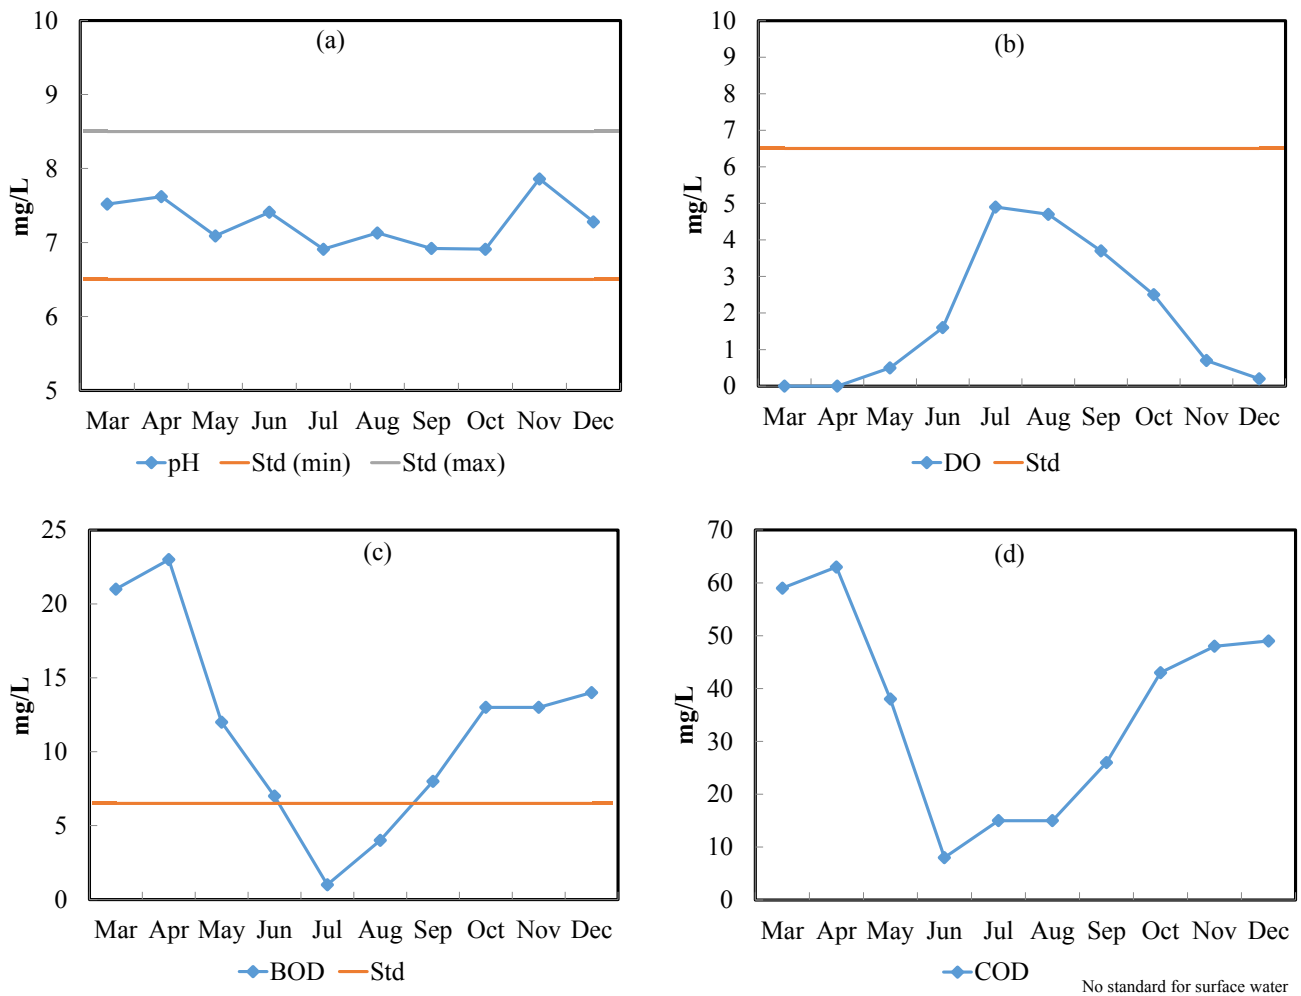 (a)
10
9
8
7
6
5
mg/L
Mar Apr May Jun Jul Aug Sep Oct Nov Dec
pH Std (min) Std (max)
(b)
10
9
8
7
6
5
4
3
2
1
0
mg/L
Mar Apr May Jun Jul Aug Sep Oct Nov Dec
DO Std
(c)
25
20
15
10
5
0
mg/L
Mar Apr May Jun Jul Aug Sep Oct Nov Dec
BOD Std
(d)
70
60
50
40
30
20
10
0
mg/L
Mar Apr May Jun Jul Aug Sep Oct Nov Dec
COD
No standard for surface water